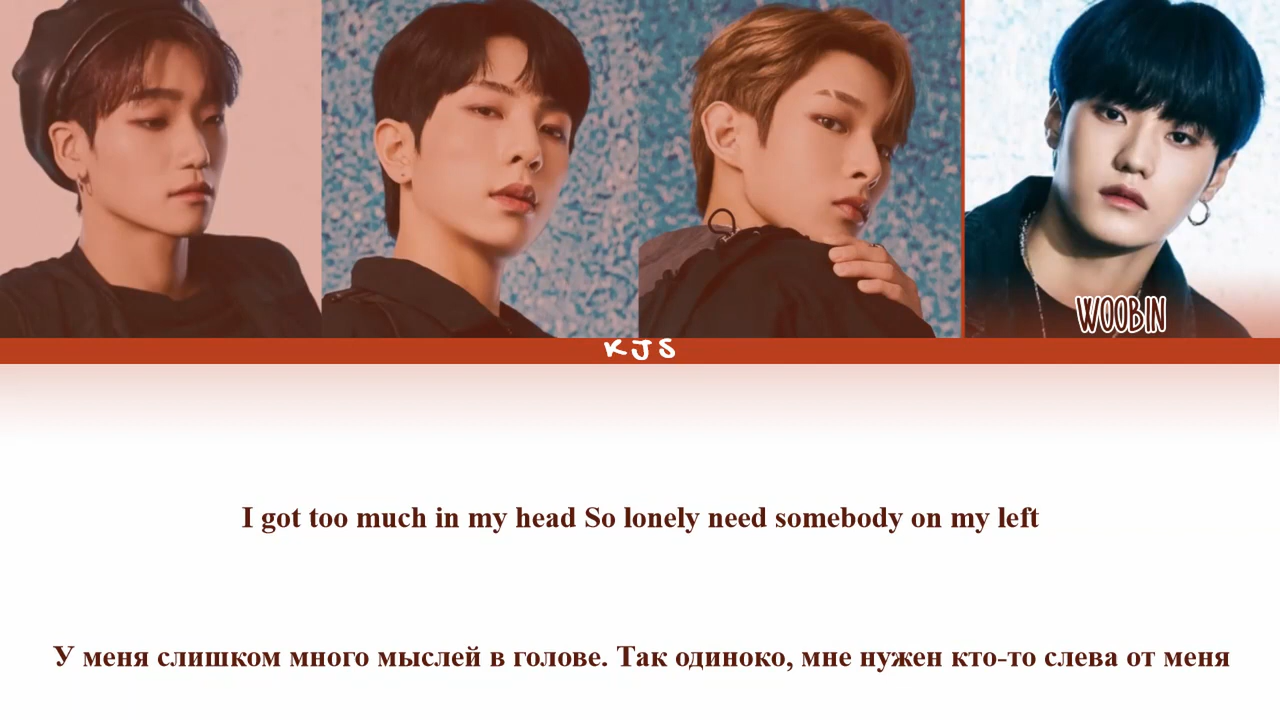 WOOBIN
KJS
I got too much in my head So lonely need somebody on my left
У меня слишком много мыслей в голове. Так одиноко, мне нужен кто-то слева от меня